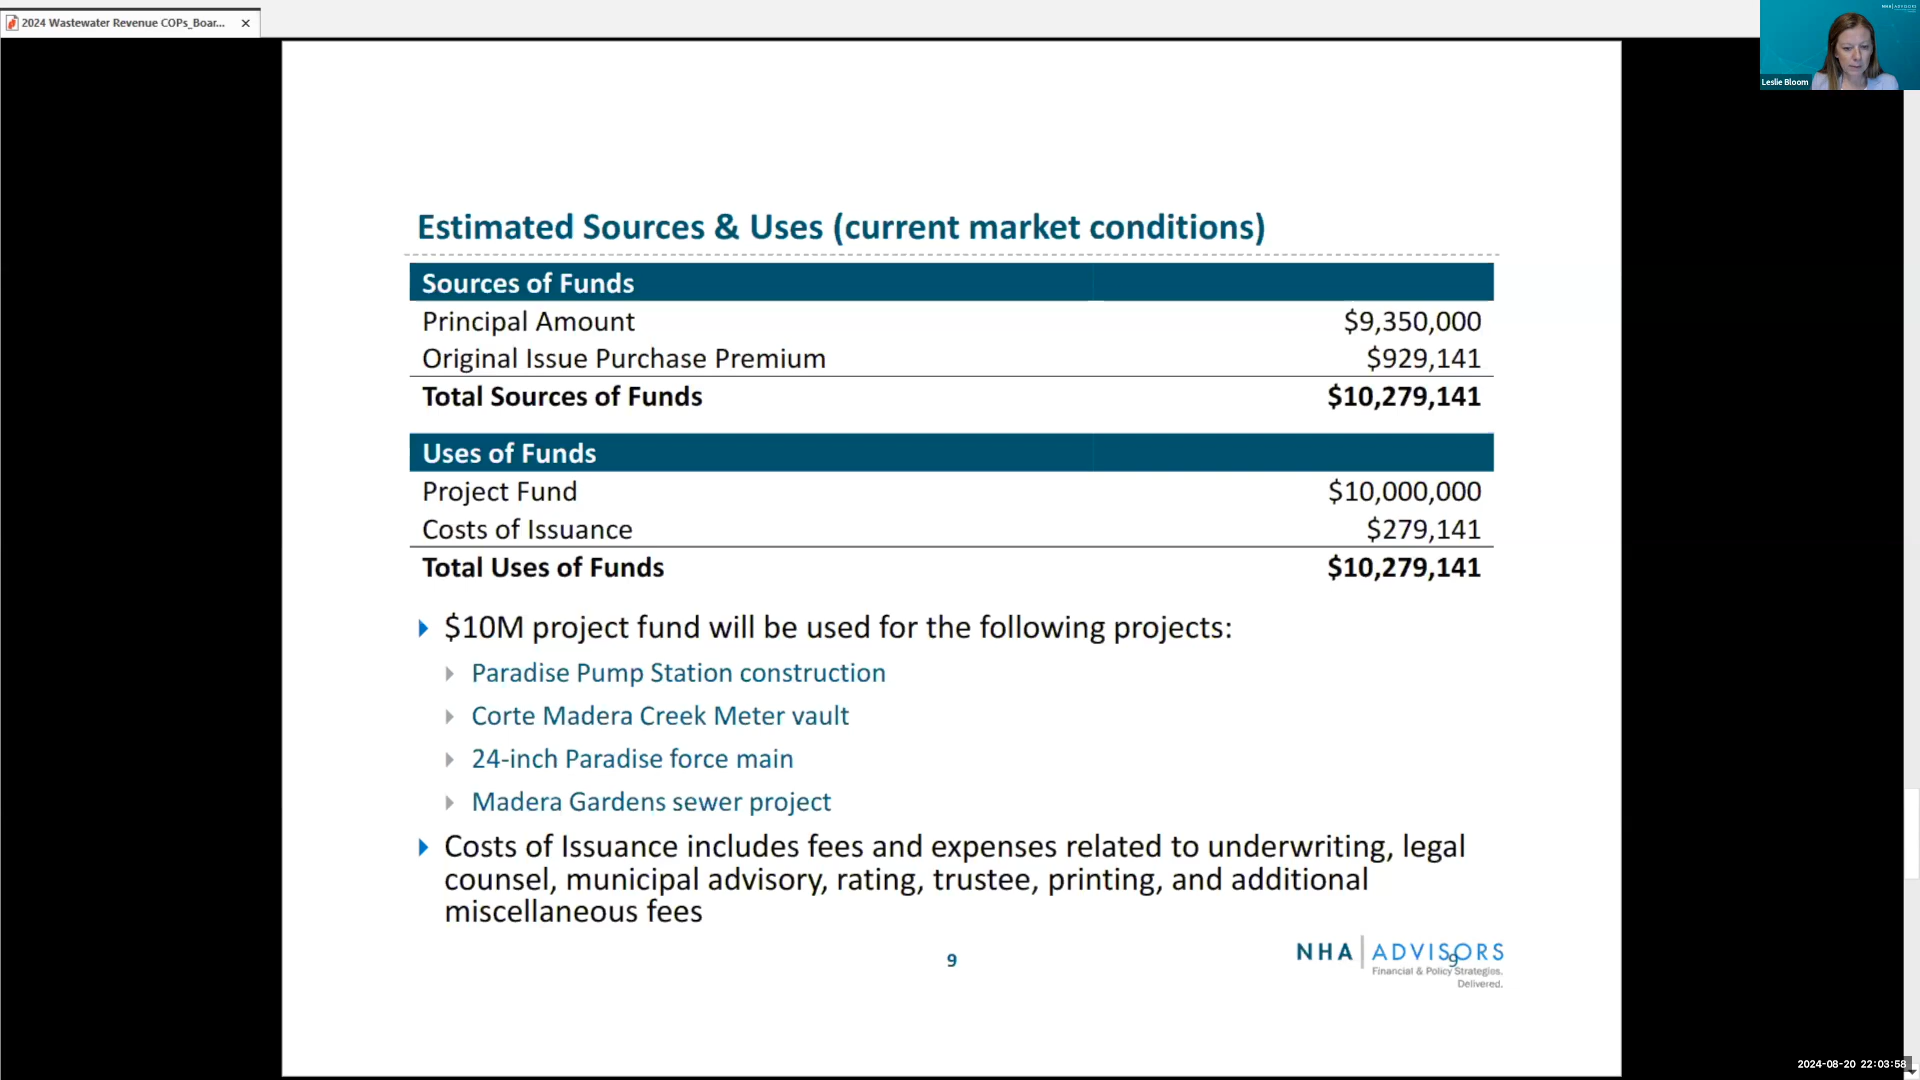 2024 Wastewater Revenue COPs_Boar...
NHA | ADVISORS
Leslie Bloom
Estimated Sources & Uses (current market conditions)
Sources of Funds
Principal Amount $9,350,000
Original Issue Purchase Premium $929,141
Total Sources of Funds $10,279,141
Uses of Funds
Project Fund $10,000,000
Costs of Issuance $279,141
Total Uses of Funds $10,279,141
$10M project fund will be used for the following projects:
Paradise Pump Station construction
Corte Madera Creek Meter vault
24-inch Paradise force main
Madera Gardens sewer project
Costs of Issuance includes fees and expenses related to underwriting, legal
counsel, municipal advisory, rating, trustee, printing, and additional
miscellaneous fees
9
NHA | ADVISORS
9
Financial & Policy Strategies.
Delivered.
2024-08-20 22:03:58